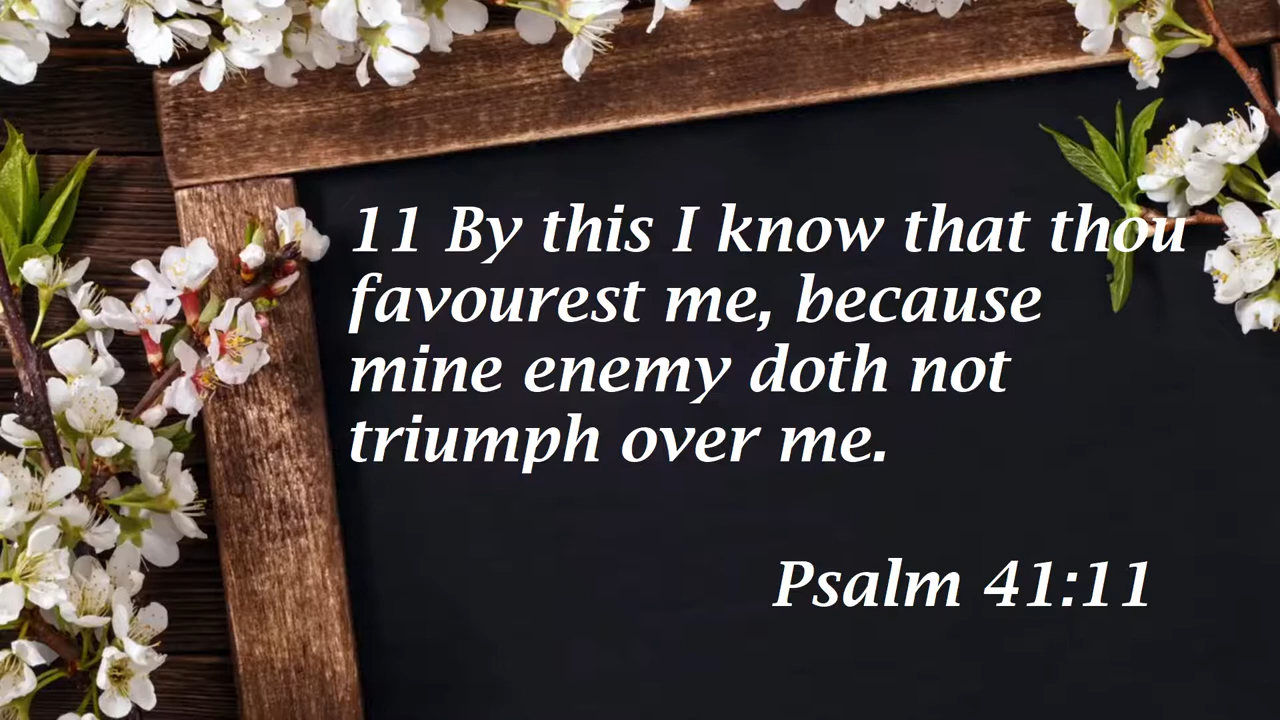 11 By this I know that thou
favourest me, because
mine enemy doth not
triumph over me.
Psalm 41:11